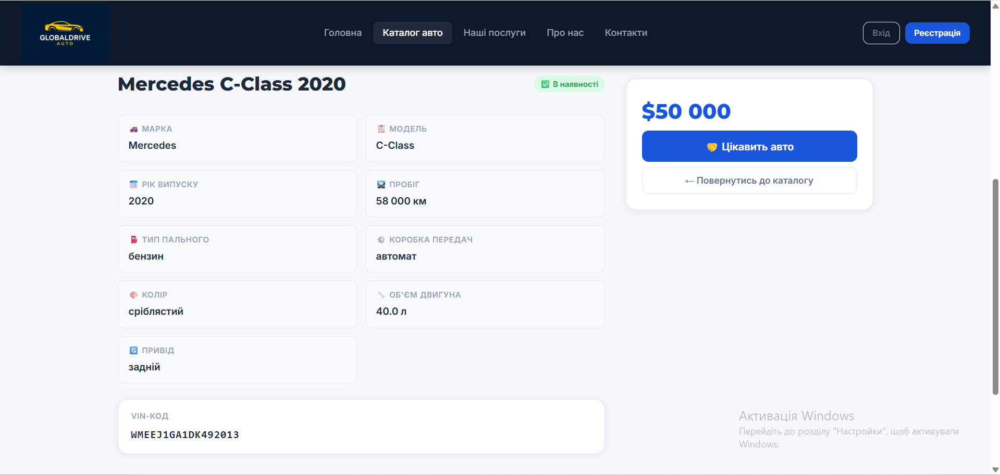 GLOBALDRIVE
AUTO
Головна
Каталог авто
Наші послуги
Про нас
Контакти
Вхід
Реєстрація
Mercedes C-Class 2020
В наявності
$50 000
Цікавить авто
← Повернутись до каталогу
МАРКА
Mercedes
МОДЕЛЬ
C-Class
РІК ВИПУСКУ
2020
ПРОБІГ
58 000 км
ТИП ПАЛЬНОГО
бензин
КОРОБКА ПЕРЕДАЧ
автомат
КОЛІР
сріблястий
ОБ'ЄМ ДВИГУНА
40.0 л
ПРИВІД
задній
VIN-КОД
WMEEJ1GA1DK492013
Активація Windows
Перейдіть до розділу "Настройки", щоб активувати
Windows.